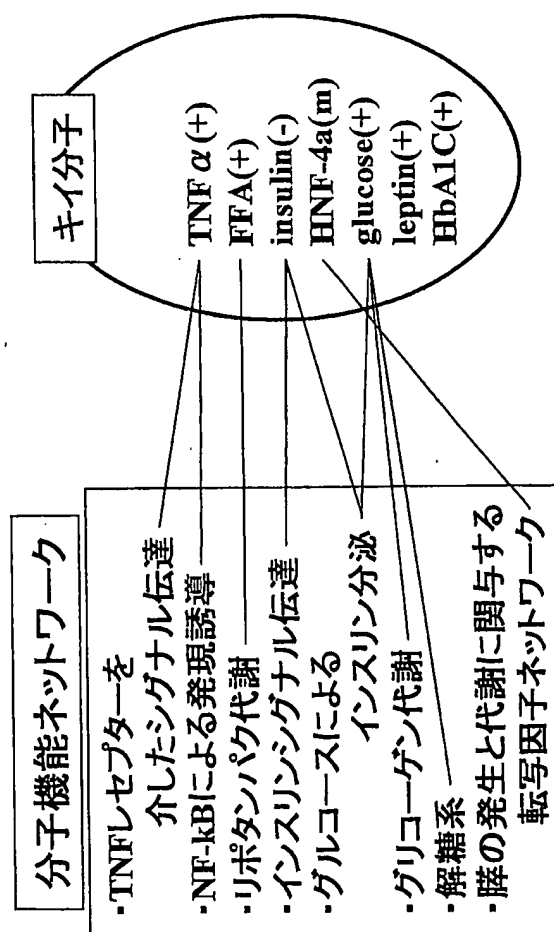 分子機能ネットワーク
・TNFレセプターを
介したシグナル伝達
・NF-kBによる発現誘導
・リポタンパク代謝
・インスリンシグナル伝達
・グルコースによる
インスリン分泌
・グリコーゲン代謝
・解糖系
・膵の発生と代謝に関与する
転写因子ネットワーク
キイ分子
TNFα(+)
FFA(+)
insulin(-)
HNF-4a(m)
glucose(+)
leptin(+)
HbA1C(+)